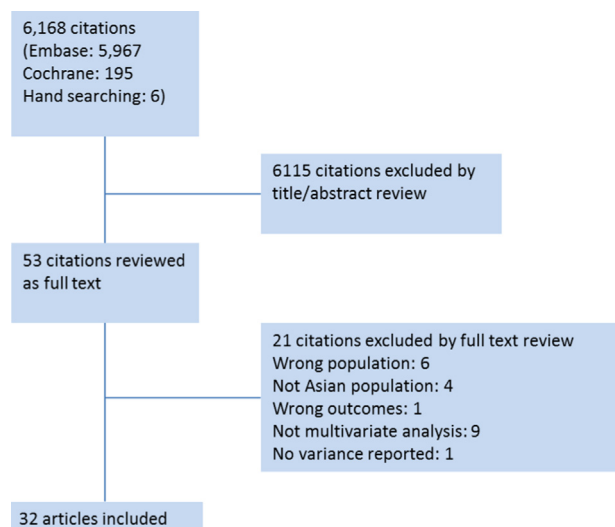 6,168 citations
(Embase: 5,967
Cochrane: 195
Hand searching: 6)
6115 citations excluded by
title/abstract review
53 citations reviewed
as full text
21 citations excluded by full text review
Wrong population: 6
Not Asian population: 4
Wrong outcomes: 1
Not multivariate analysis: 9
No variance reported: 1
32 articles included